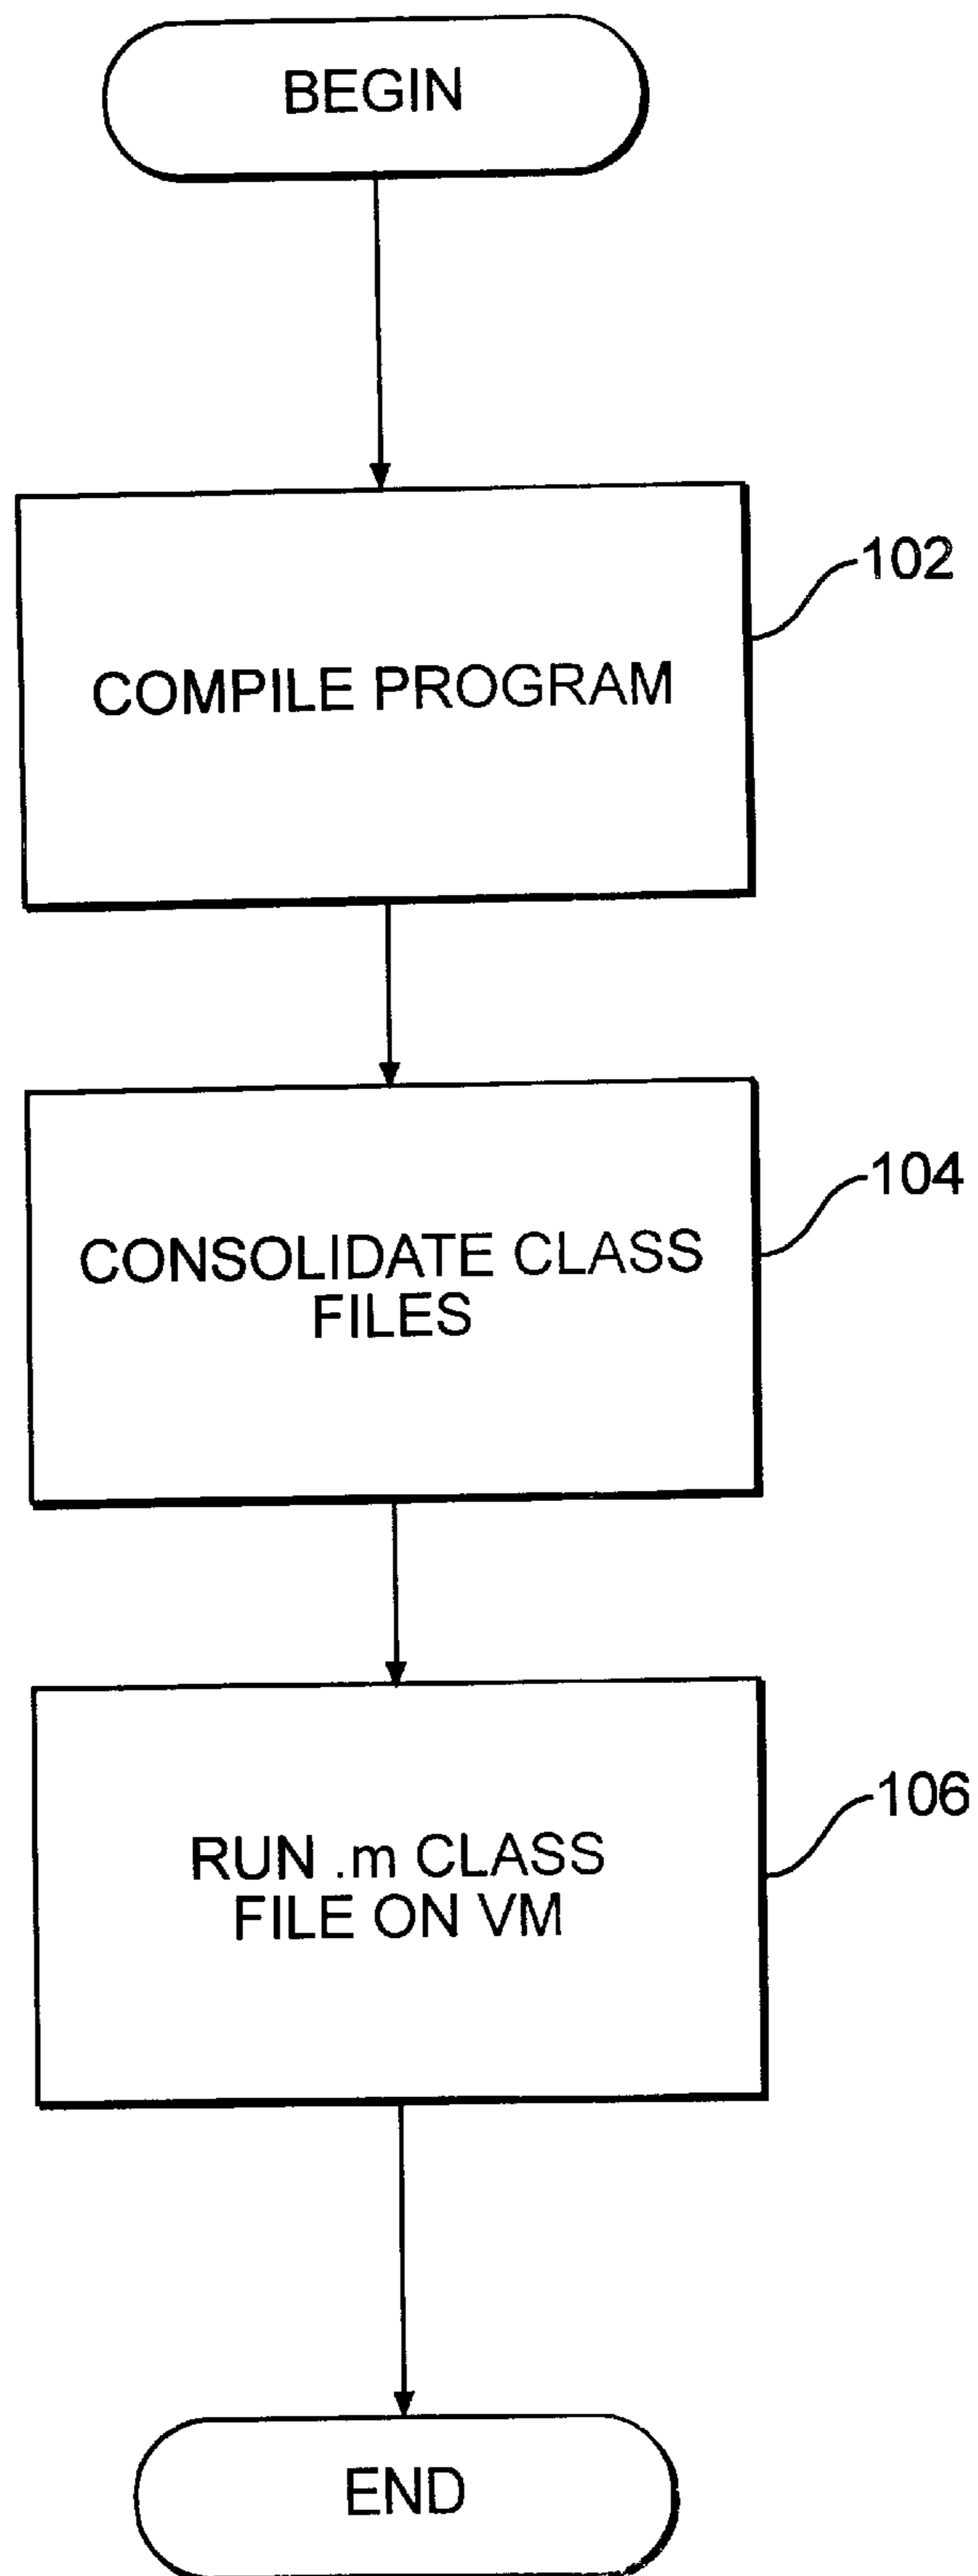 BEGIN
102
COMPILE PROGRAM
104
CONSOLIDATE CLASS
FILES
106
RUN .m CLASS
FILE ON VM
END